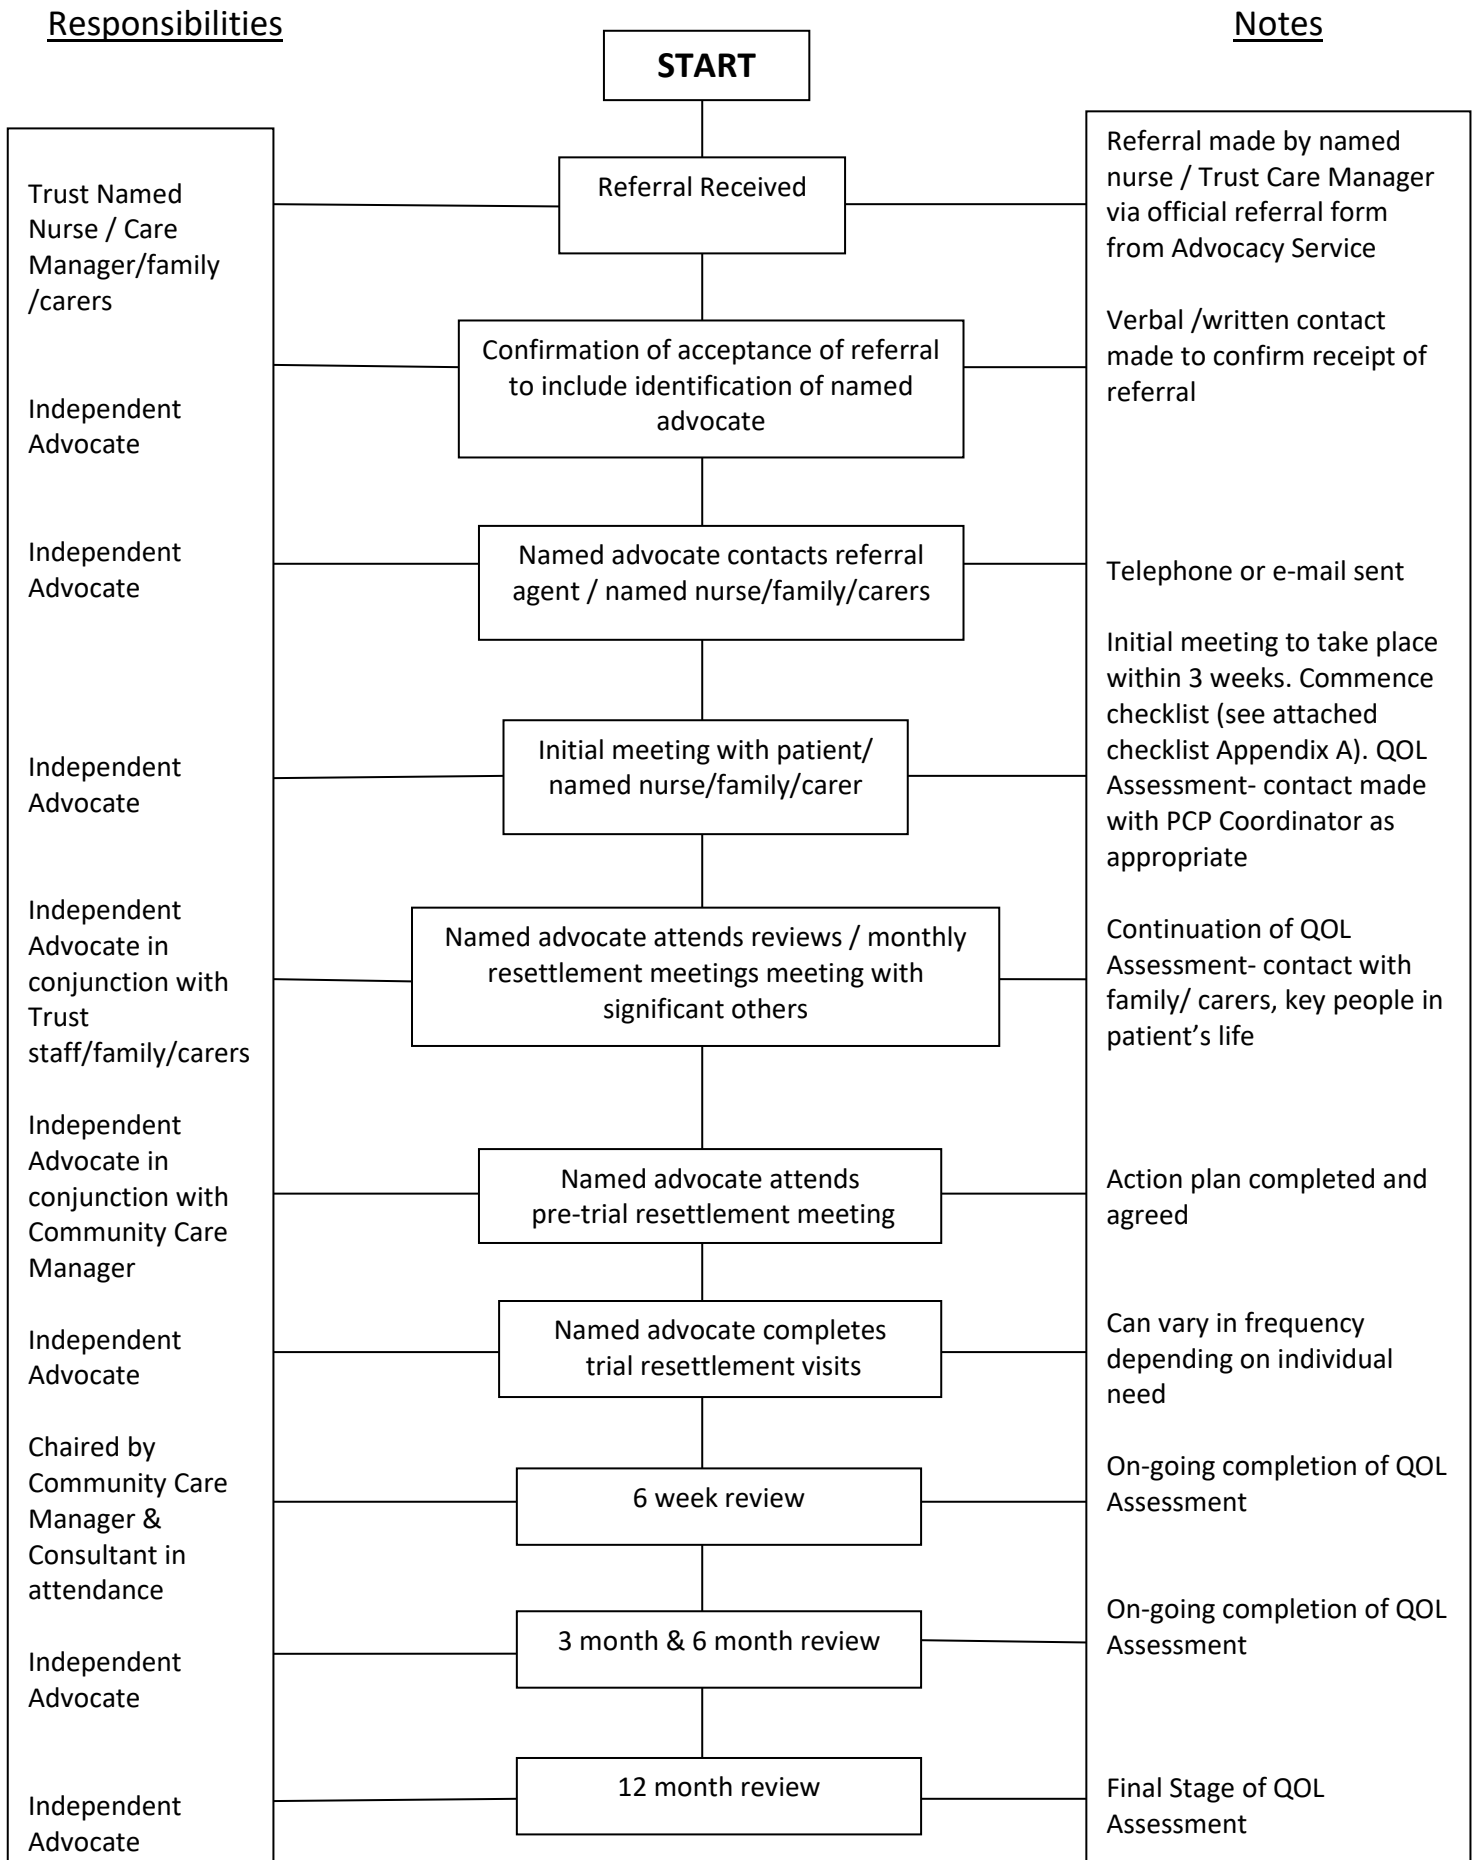 Responsibilities
Notes
START
Trust Named
Nurse / Care
Manager/family
/carers
Referral Received
Referral made by named
nurse / Trust Care Manager
via official referral form
from Advocacy Service
Independent
Advocate
Confirmation of acceptance of referral
to include identification of named
advocate
Verbal /written contact
made to confirm receipt of
referral
Independent
Advocate
Named advocate contacts referral
agent / named nurse/family/carers
Telephone or e-mail sent
Independent
Advocate
Initial meeting with patient/
named nurse/family/carer
Initial meeting to take place
within 3 weeks. Commence
checklist (see attached
checklist Appendix A). QOL
Assessment- contact made
with PCP Coordinator as
appropriate
Independent
Advocate in
conjunction with
Trust
staff/family/carers
Named advocate attends reviews / monthly
resettlement meetings meeting with
significant others
Continuation of QOL
Assessment- contact with
family/ carers, key people in
patient’s life
Independent
Advocate in
conjunction with
Community Care
Manager
Named advocate attends
pre-trial resettlement meeting
Action plan completed and
agreed
Independent
Advocate
Named advocate completes
trial resettlement visits
Can vary in frequency
depending on individual
need
Chaired by
Community Care
Manager &
Consultant in
attendance
6 week review
On-going completion of QOL
Assessment
Independent
Advocate
3 month & 6 month review
On-going completion of QOL
Assessment
Independent
Advocate
12 month review
Final Stage of QOL
Assessment